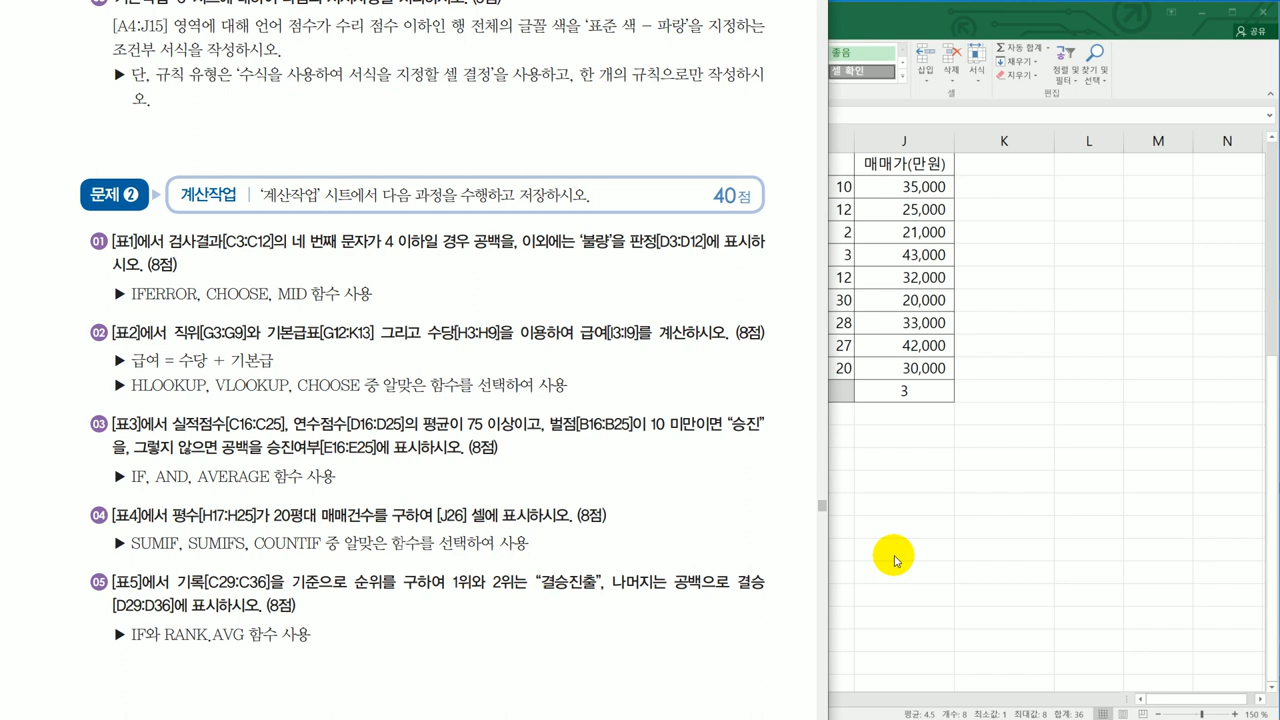 [A4:J15] 영역에 대해 언어 점수가 수리 점수 이하인 행 전체의 글꼴 색을 '표준 색 – 파랑'을 지정하는
조건부 서식을 작성하시오.
▶ 단, 규칙 유형은 '수식을 사용하여 서식을 지정할 셀 결정'을 사용하고, 한 개의 규칙으로만 작성하시
오.
문제 ❷ 계산작업 '계산작업' 시트에서 다음 과정을 수행하고 저장하시오. 40점
01 [표1]에서 검사결과[C3:C12]의 네 번째 문자가 4 이하일 경우 공백을, 이외에는 '불량'을 판정[D3:D12]에 표시하
시오. (8점)
▶ IFERROR, CHOOSE, MID 함수 사용
02 [표2]에서 직위[G3:G9]와 기본급표[G12:K13] 그리고 수당[H3:H9]을 이용하여 급여[I3:I9]를 계산하시오. (8점)
▶ 급여 = 수당 + 기본급
▶ HLOOKUP, VLOOKUP, CHOOSE 중 알맞은 함수를 선택하여 사용
03 [표3]에서 실적점수[C16:C25], 연수점수[D16:D25]의 평균이 75 이상이고, 벌점[B16:B25]이 10 미만이면 "승진"
을, 그렇지 않으면 공백을 승진여부[E16:E25]에 표시하시오. (8점)
▶ IF, AND, AVERAGE 함수 사용
04 [표4]에서 평수[H17:H25]가 20평대 매매건수를 구하여 [J26] 셀에 표시하시오. (8점)
▶ SUMIF, SUMIFS, COUNTIF 중 알맞은 함수를 선택하여 사용
05 [표5]에서 기록[C29:C36]을 기준으로 순위를 구하여 1위와 2위는 "결승진출", 나머지는 공백으로 결승
[D29:D36]에 표시하시오. (8점)
▶ IF와 RANK.AVG 함수 사용
공유
좋음
셀 확인
삽입 삭제 서식
셀
자동 합계
채우기
지우기
정렬 및 필터
찾기 및 선택
편집
J K L M N
매매가(만원)
10 35,000
12 25,000
2 21,000
3 43,000
12 32,000
30 20,000
28 33,000
27 42,000
20 30,000
3
평균: 4.5 개수: 8 최소값: 1 최대값: 8 합계: 36 150 %